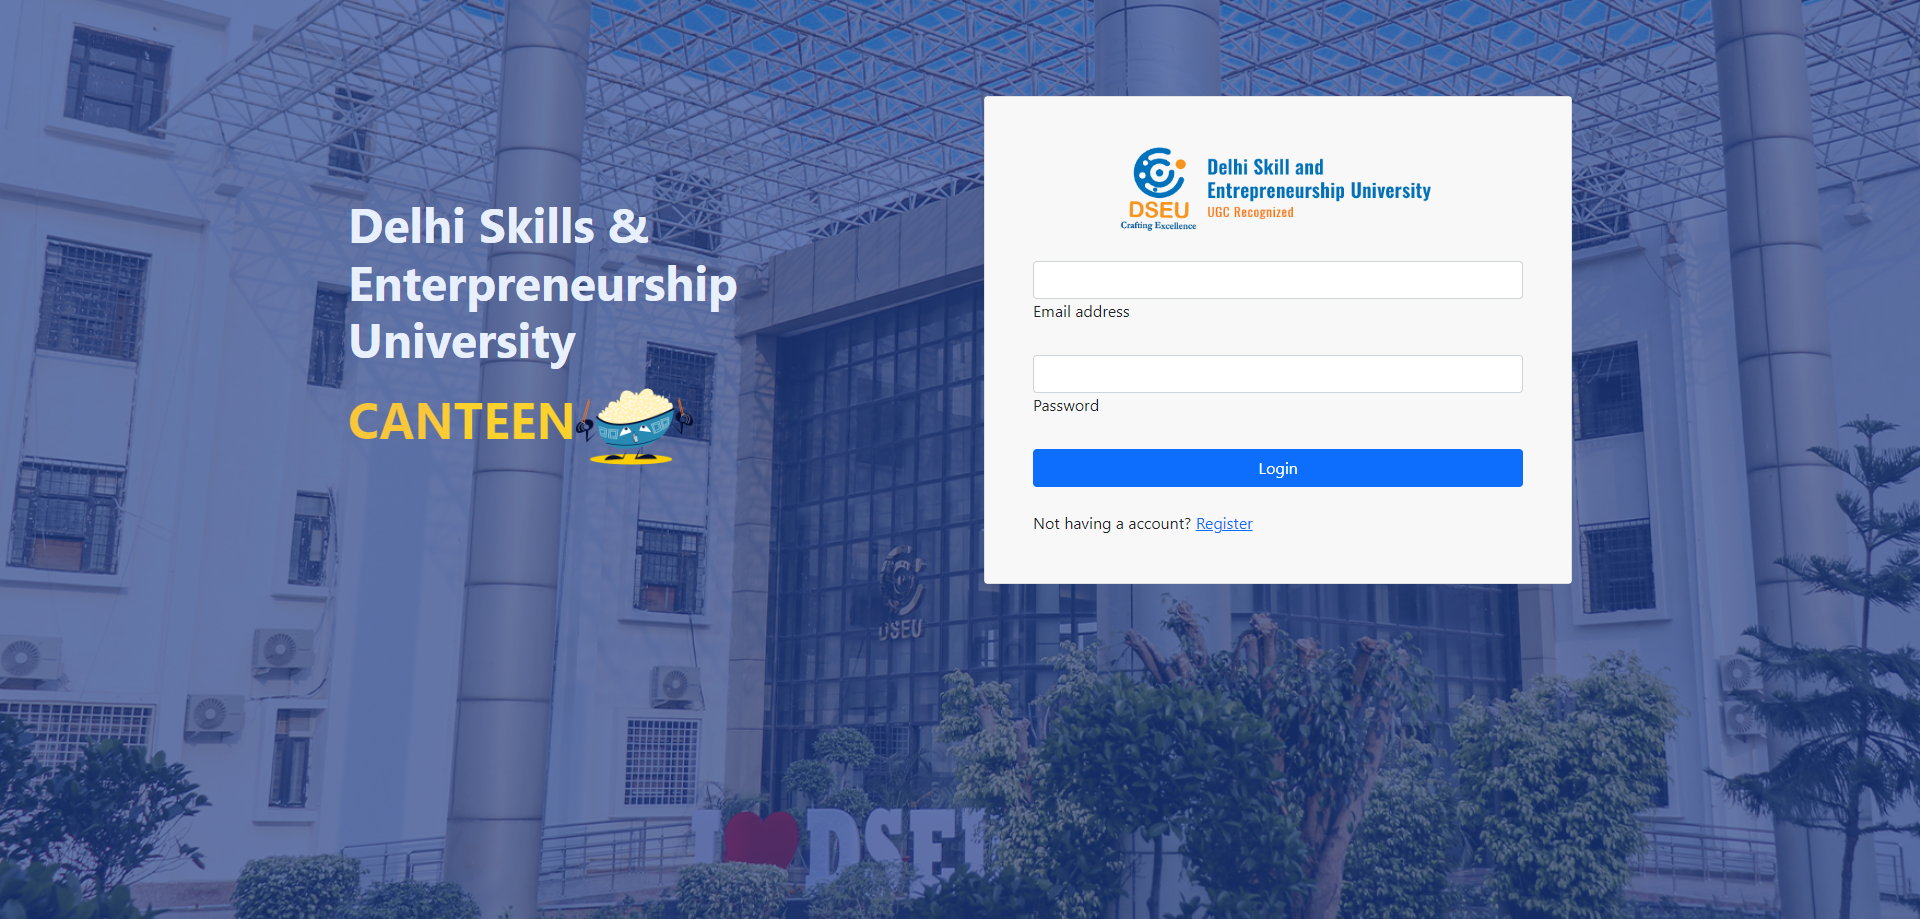 Delhi Skills &
Enterpreneurship
University
CANTEEN
DSEU
Crafting Excellence
Delhi Skill and
Entrepreneurship University
UGC Recognized
Email address
Password
Login
Not having a account? Register
DSEU
I DSEU